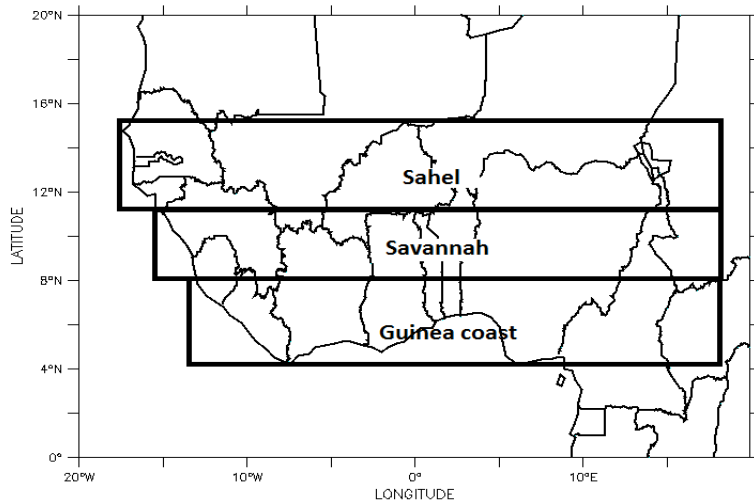 20°N
16°N
12°N
8°N
4°N
0°
LATITUDE
Sahel
Savannah
Guinea coast
20°W 10°W 0° 10°E
LONGITUDE